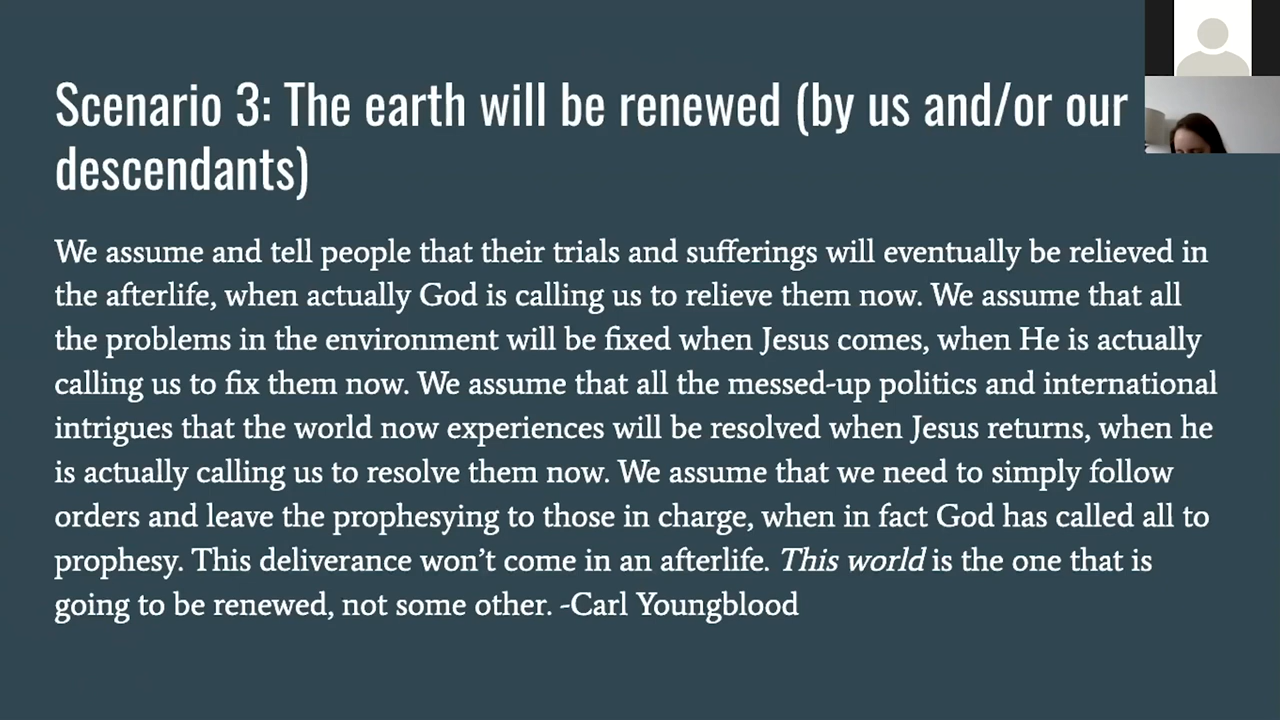 Scenario 3: The earth will be renewed (by us and/or our
descendants)
We assume and tell people that their trials and sufferings will eventually be relieved in
the afterlife, when actually God is calling us to relieve them now. We assume that all
the problems in the environment will be fixed when Jesus comes, when He is actually
calling us to fix them now. We assume that all the messed-up politics and international
intrigues that the world now experiences will be resolved when Jesus returns, when he
is actually calling us to resolve them now. We assume that we need to simply follow
orders and leave the prophesying to those in charge, when in fact God has called all to
prophesy. This deliverance won’t come in an afterlife. This world is the one that is
going to be renewed, not some other. -Carl Youngblood